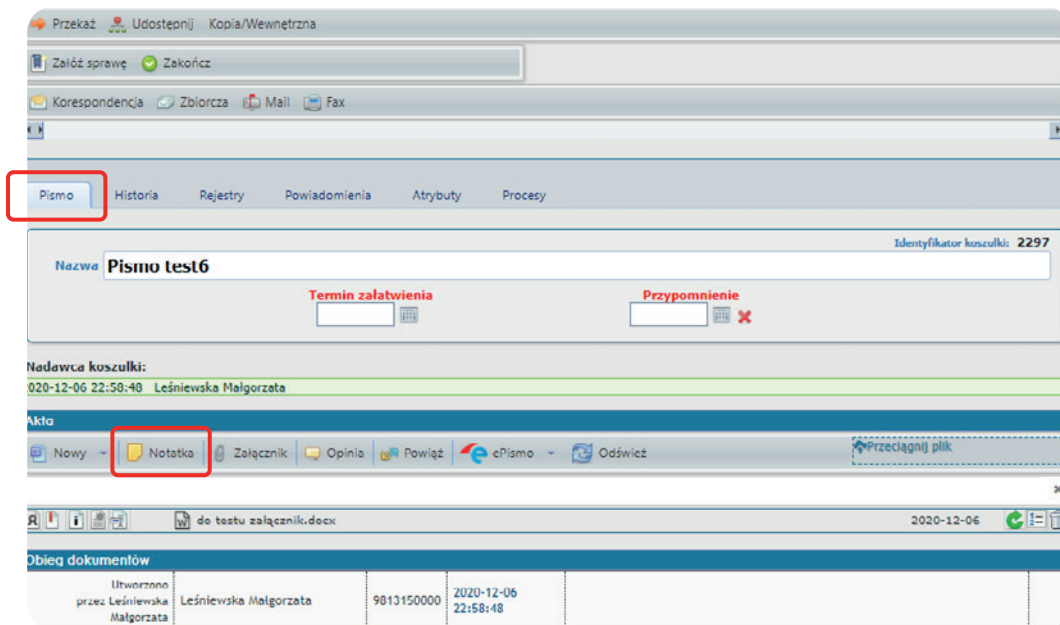 Przekaż Udostępnij Kopia/Wewnętrzna
Załóż sprawę Zakończ
Korespondencja Zbiorcza Mail Fax
Pismo Historia Rejestry Powiadomienia Atrybuty Procesy
Identyfikator koszulki: 2297
Nazwa Pismo test6
Termin załatwienia Przypomnienie
Nadawca koszulki:
2020-12-06 22:58:48 Leśniewska Małgorzata
Akta
Nowy Notatka Załącznik Opinia Powiąż ePismo Odśwież Przeciągnij plik
do testu załącznik.docx 2020-12-06
Obieg dokumentów
Utworzono
przez Leśniewska Leśniewska Małgorzata 9813150000 2020-12-06
Małgorzata 22:58:48